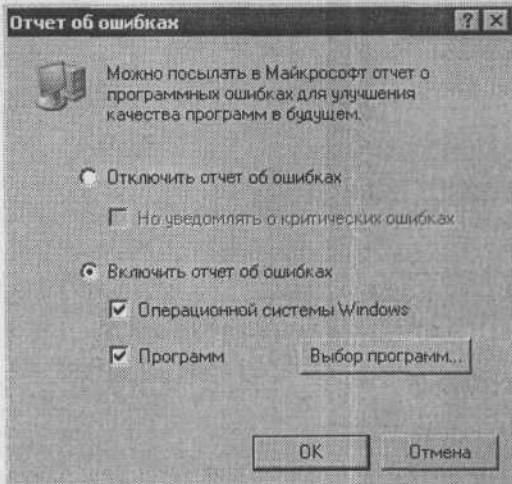 Отчет об ошибках
Можно посылать в Майкрософт отчет о
программных ошибках для улучшения
качества программ в будущем.
Отключить отчет об ошибках
Но уведомлять о критических ошибках
Включить отчет об ошибках
Операционной системы Windows
Программ
Выбор программ...
OK
Отмена